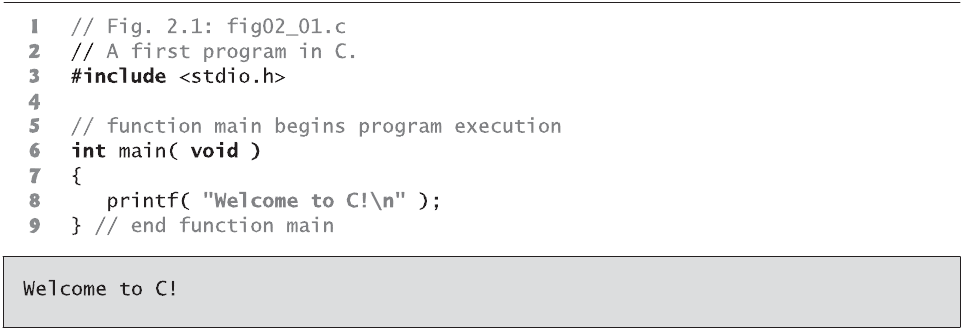 1 // Fig. 2.1: fig02_01.c
2 // A first program in C.
3 #include <stdio.h>
4
5 // function main begins program execution
6 int main( void )
7 {
8    printf( "Welcome to C!\n" );
9 } // end function main
Welcome to C!